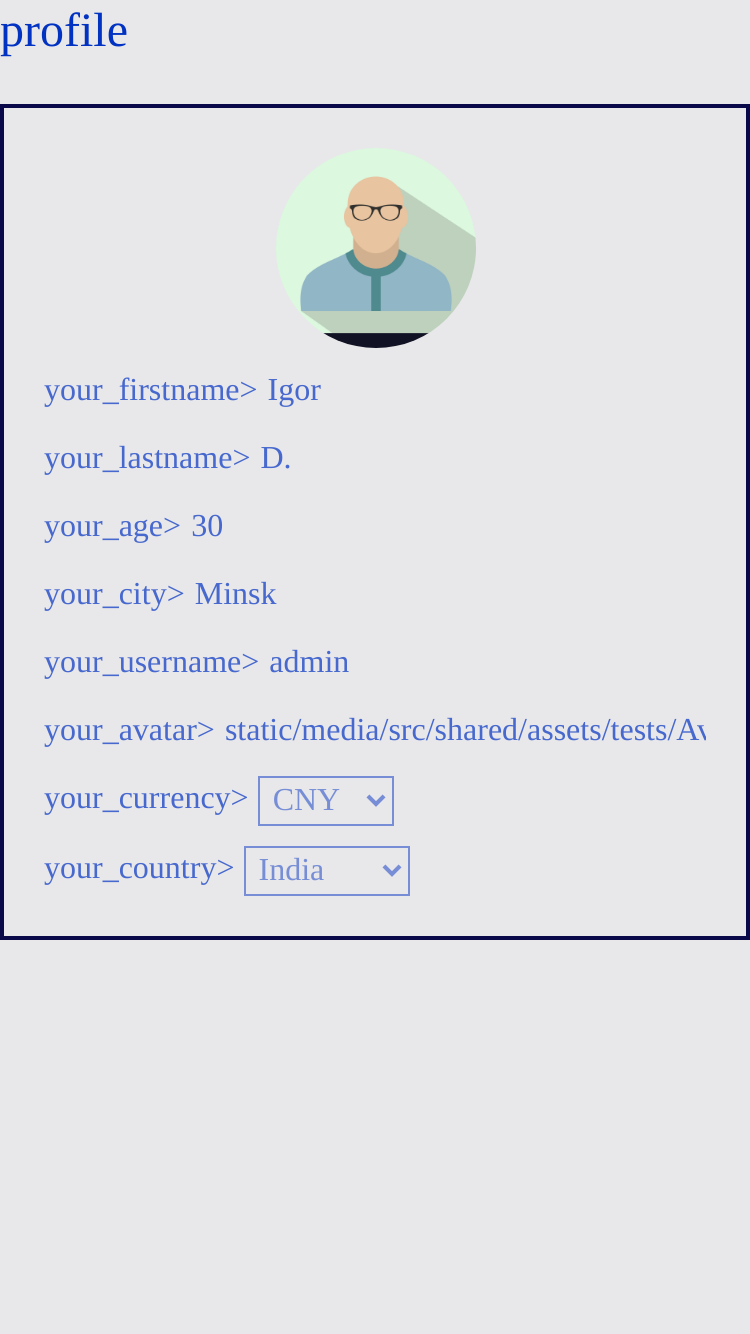 profile
your_firstname> Igor
your_lastname> D.
your_age> 30
your_city> Minsk
your_username> admin
your_avatar> static/media/src/shared/assets/tests/Av
your_currency> CNY
your_country> India